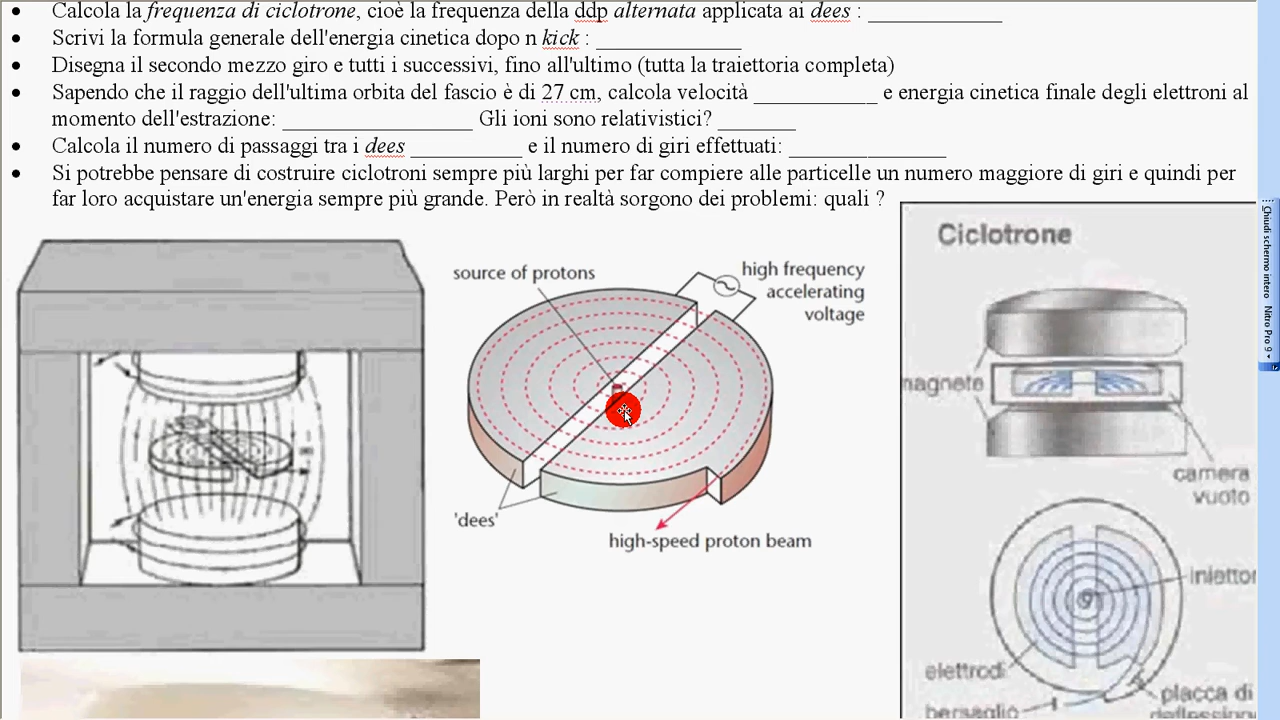 • Calcola la frequenza di ciclotrone, cioè la frequenza della ddp alternata applicata ai dees : ____________
• Scrivi la formula generale dell'energia cinetica dopo n kick : _____________
• Disegna il secondo mezzo giro e tutti i successivi, fino all'ultimo (tutta la traiettoria completa)
• Sapendo che il raggio dell'ultima orbita del fascio è di 27 cm, calcola velocità ___________ e energia cinetica finale degli elettroni al
momento dell'estrazione: _________________ Gli ioni sono relativistici? _______
• Calcola il numero di passaggi tra i dees __________ e il numero di giri effettuati: ______________
• Si potrebbe pensare di costruire ciclotroni sempre più larghi per far compiere alle particelle un numero maggiore di giri e quindi per
far loro acquistare un'energia sempre più grande. Però in realtà sorgono dei problemi: quali ?
source of protons
high frequency
accelerating
voltage
'dees'
high-speed proton beam
Ciclotrone
magnete
camera
vuoto
iniettor
elettrodi
bersaglio
placca di
Chiudi schermo intero - Nitro Pro 9